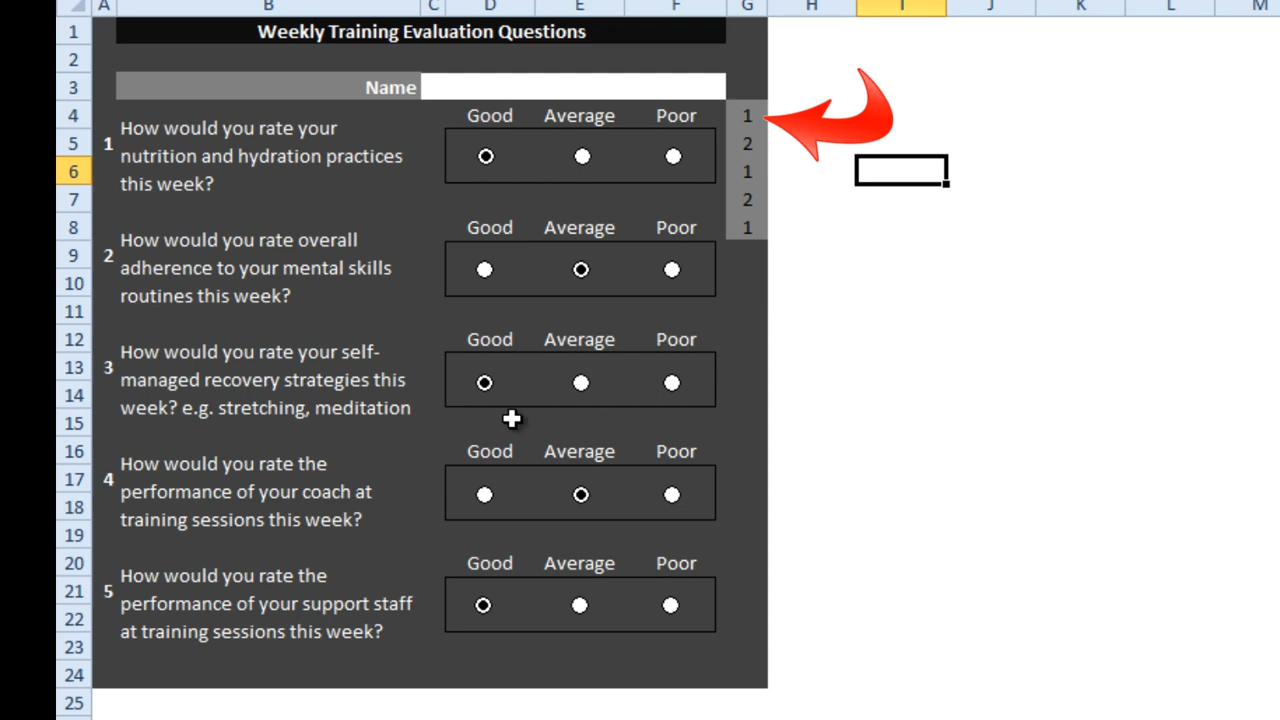 A B C D E F G H I J K L M
1 Weekly Training Evaluation Questions
2
3 Name
4 Good Average Poor 1
5 2
6 1
7 2
8 1
9
10
11
12
13
14
15
16
17
18
19
20
21
22
23
24
25
1 How would you rate your
nutrition and hydration practices
this week?
Good Average Poor
2 How would you rate overall
adherence to your mental skills
routines this week?
Good Average Poor
3 How would you rate your self-
managed recovery strategies this
week? e.g. stretching, meditation
Good Average Poor
4 How would you rate the
performance of your coach at
training sessions this week?
Good Average Poor
5 How would you rate the
performance of your support staff
at training sessions this week?